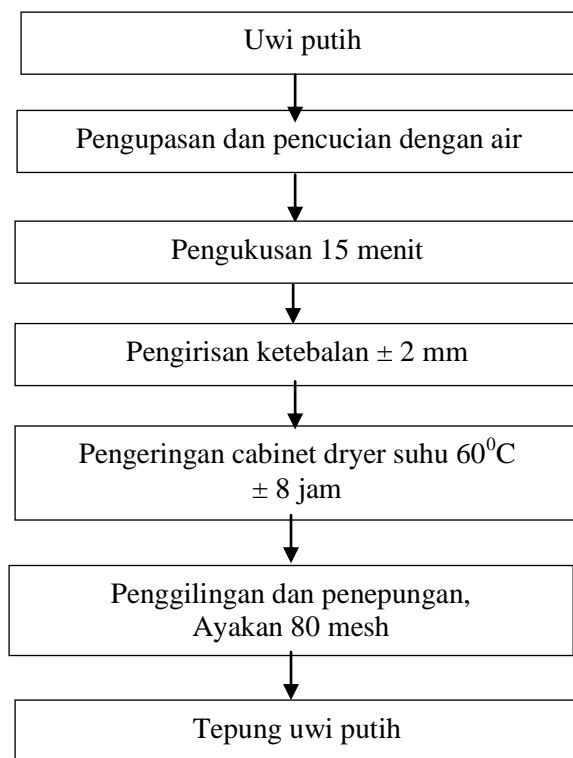 Uwi putih
Pengupasan dan pencucian dengan air
Pengukusan 15 menit
Pengirisan ketebalan ± 2 mm
Pengeringan cabinet dryer suhu 60⁰C
± 8 jam
Penggilingan dan penepungan,
Ayakan 80 mesh
Tepung uwi putih